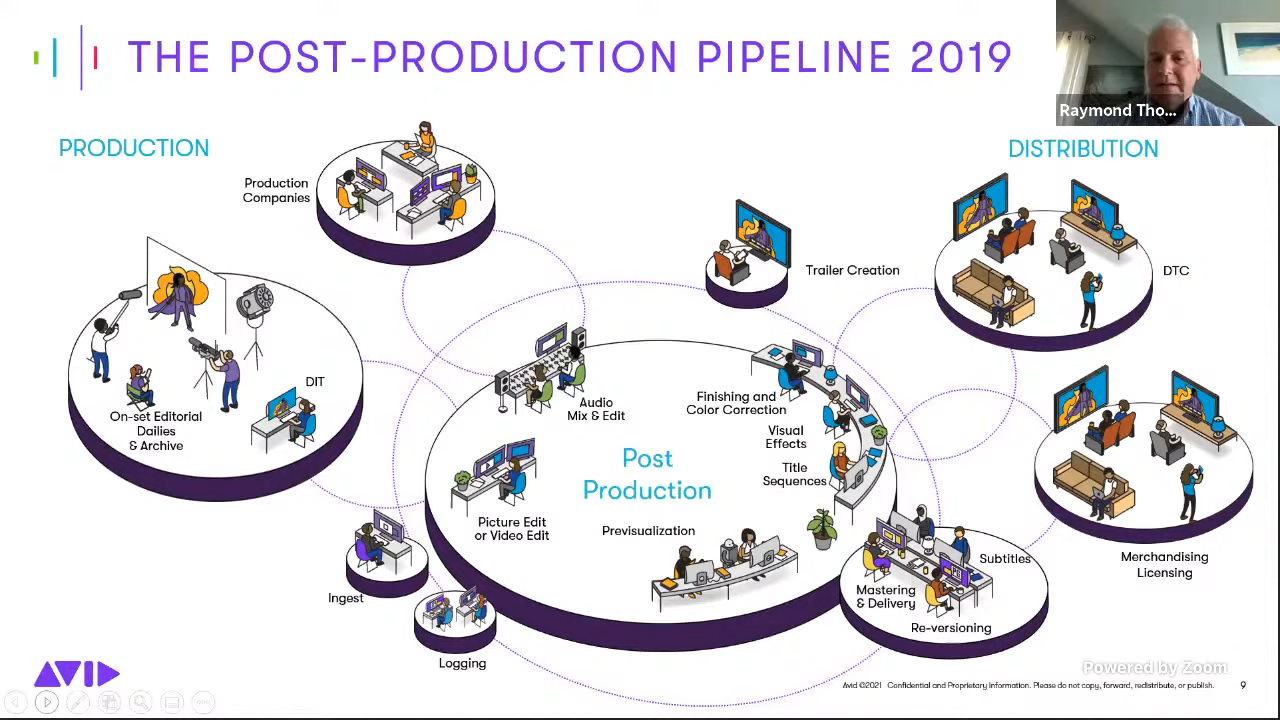 THE POST-PRODUCTION PIPELINE 2019
Raymond Tho...
PRODUCTION
DISTRIBUTION
Production
Companies
Trailer Creation
DTC
DIT
On-set Editorial
Dailies
& Archive
Audio
Mix & Edit
Finishing and
Color Correction
Visual
Effects
Title
Sequences
Post
Production
Picture Edit
or Video Edit
Previsualization
Subtitles
Mastering
& Delivery
Re-versioning
Merchandising
Licensing
Ingest
Logging
Powered by Zoom
AVID
Avid ©2021 Confidential and Proprietary Information. Please do not copy, forward, redistribute, or publish.
9